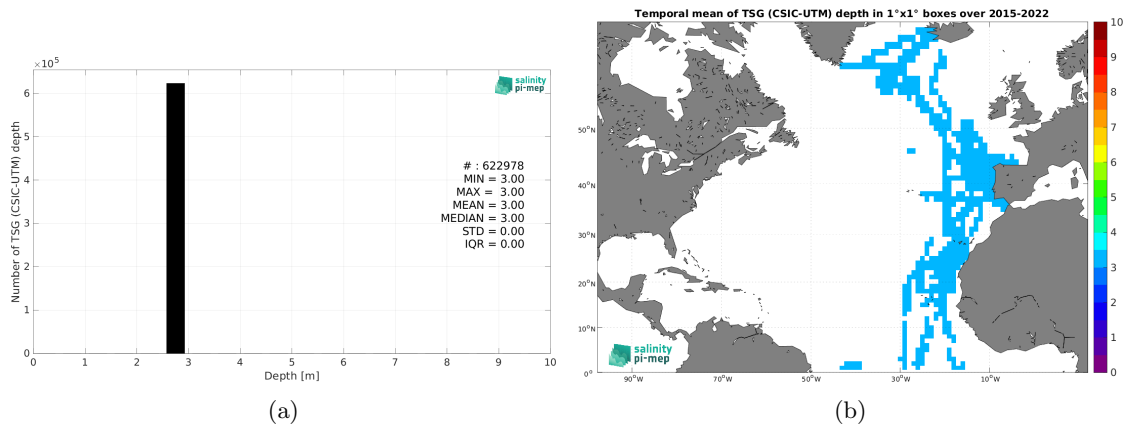 ×10⁵
6
5
4
3
2
1
0
Number of TSG (CSIC-UTM) depth
0 1 2 3 4 5 6 7 8 9 10
Depth [m]
salinity
pi-mep
# : 622978
MIN = 3.00
MAX = 3.00
MEAN = 3.00
MEDIAN = 3.00
STD = 0.00
IQR = 0.00
(a)
Temporal mean of TSG (CSIC-UTM) depth in 1°x1° boxes over 2015-2022
50°N
40°N
30°N
20°N
10°N
0°
90°W 70°W 50°W 30°W 10°W
salinity
pi-mep
10
9
8
7
6
5
4
3
2
1
0
(b)